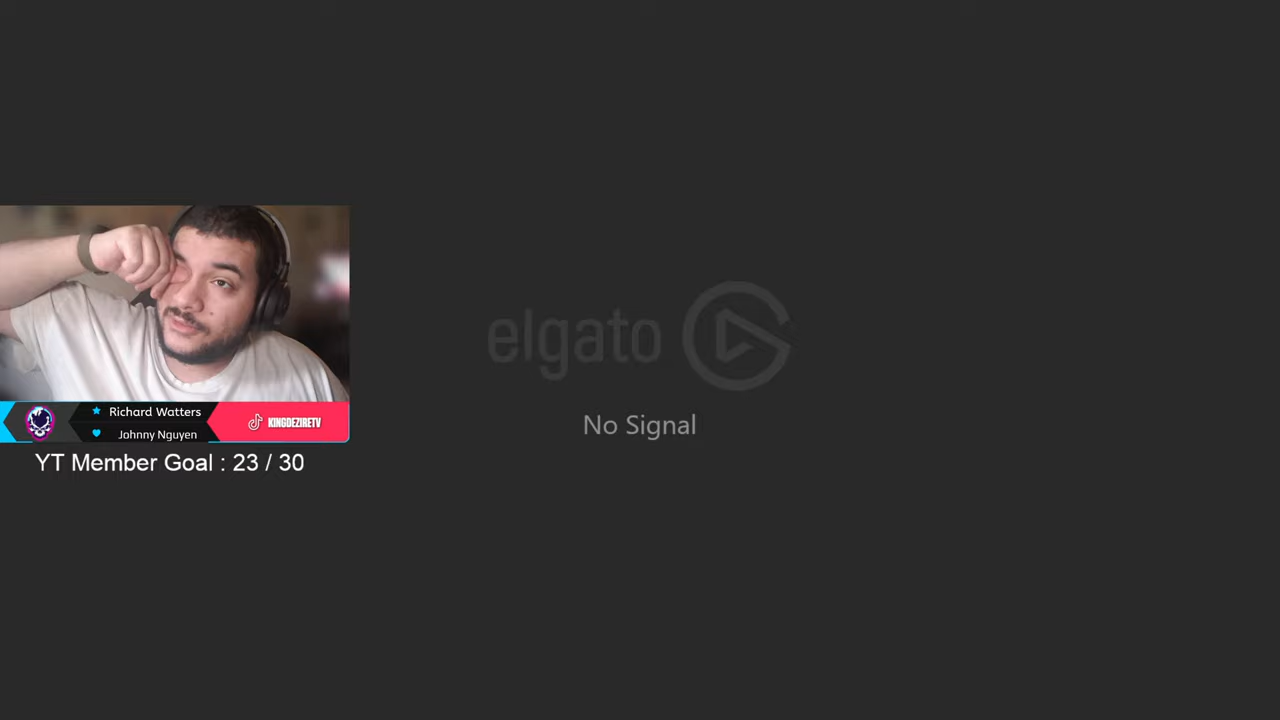 elgato
No Signal
Richard Watters
Johnny Nguyen
KINGDEZIRETV
YT Member Goal : 23 / 30